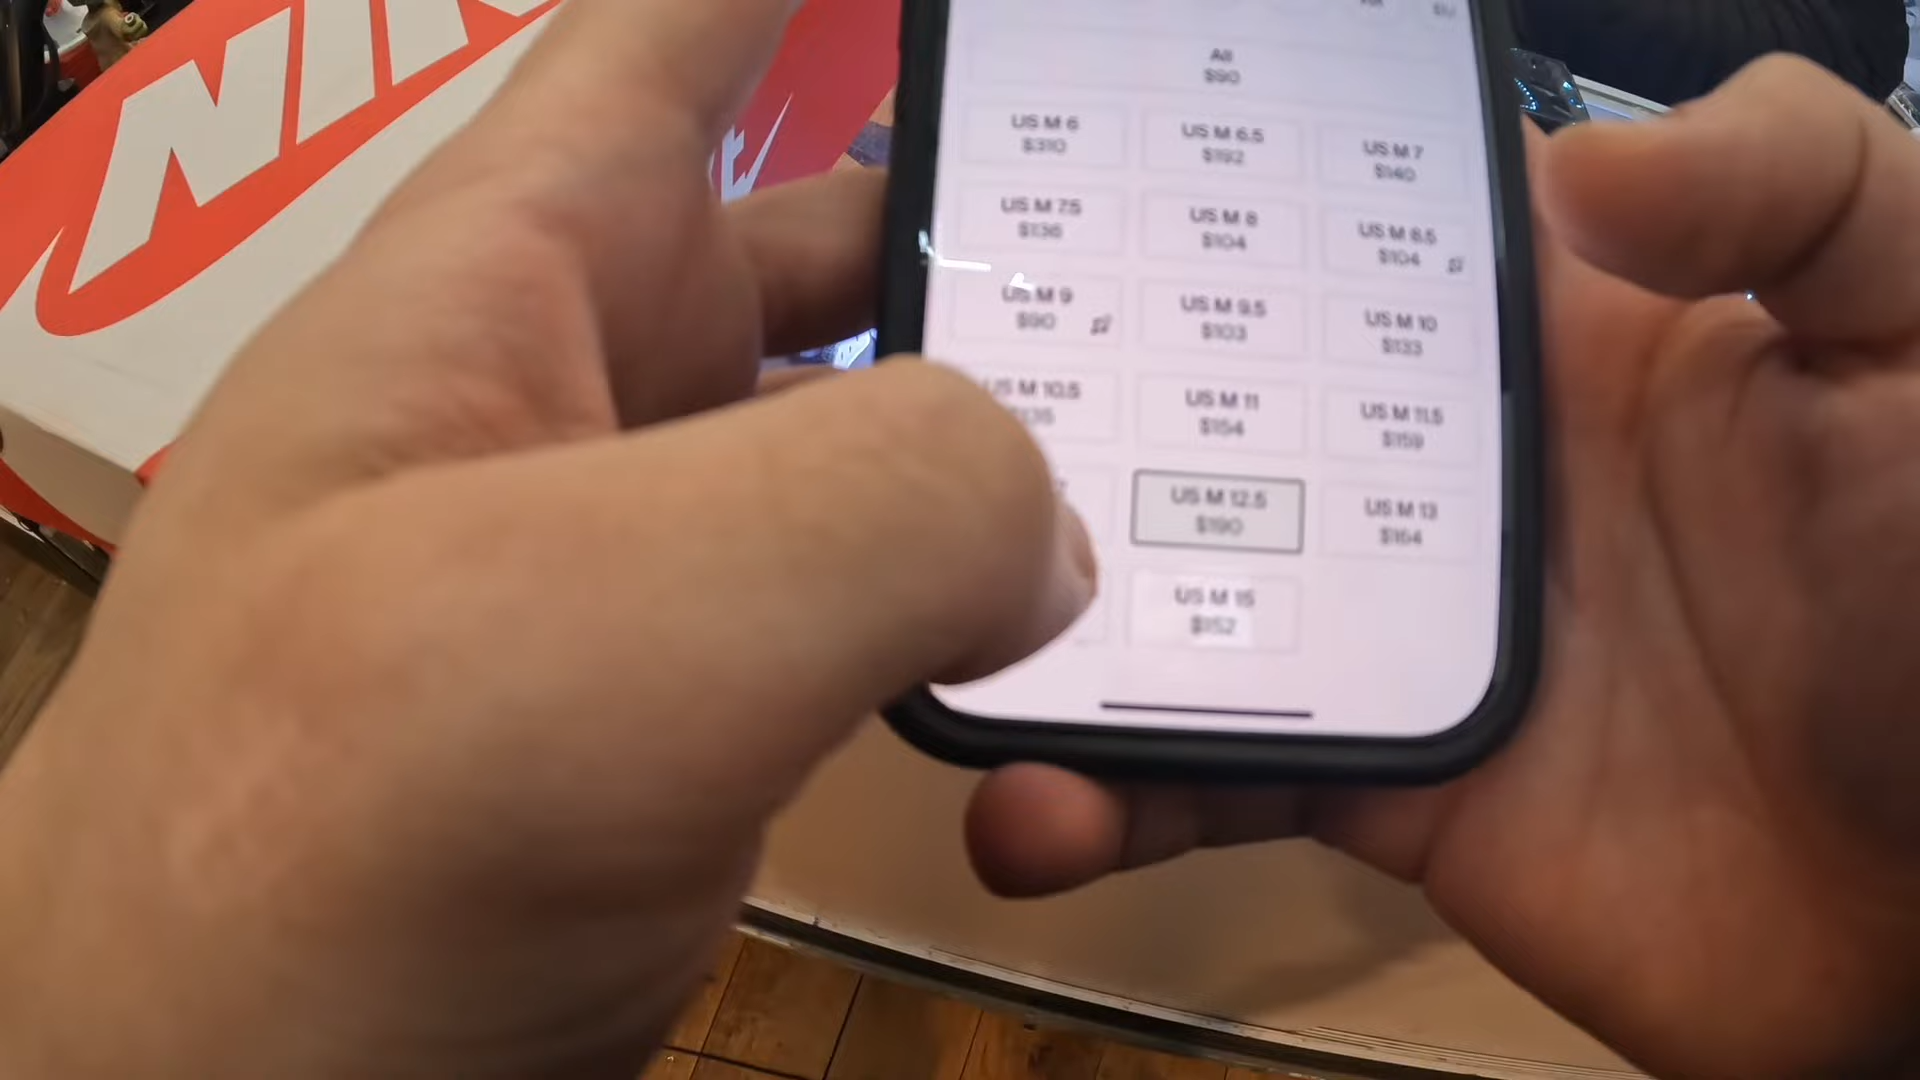 NIK
All
$90
US M 6
$310
US M 6.5
$192
US M 7
$140
US M 7.5
$136
US M 8
$104
US M 8.5
$104
US M 9
$90
US M 9.5
$103
US M 10
$133
US M 10.5
US M 11
$154
US M 11.5
$159
US M 12.5
$190
US M 13
$164
US M 15
$152